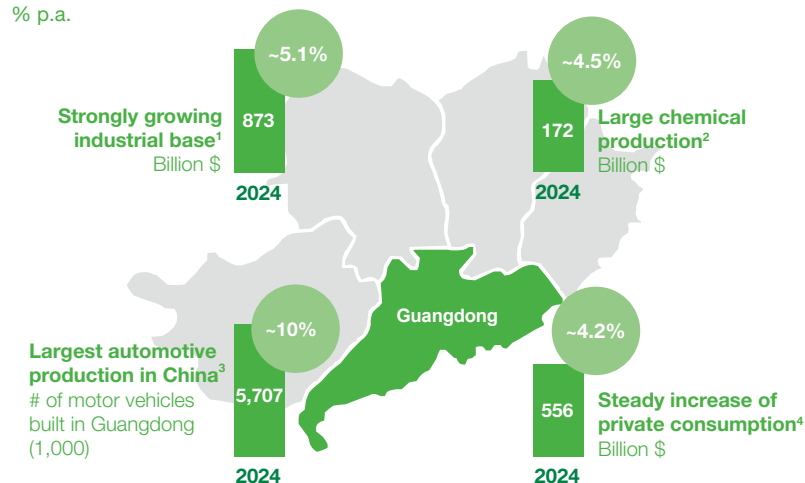 % p.a.
~5.1%
873
Strongly growing
industrial base¹
Billion $
2024
~4.5%
172
Large chemical
production²
Billion $
2024
Guangdong
~10%
5,707
Largest automotive
production in China³
# of motor vehicles
built in Guangdong
(1,000)
2024
~4.2%
556
Steady increase of
private consumption⁴
Billion $
2024